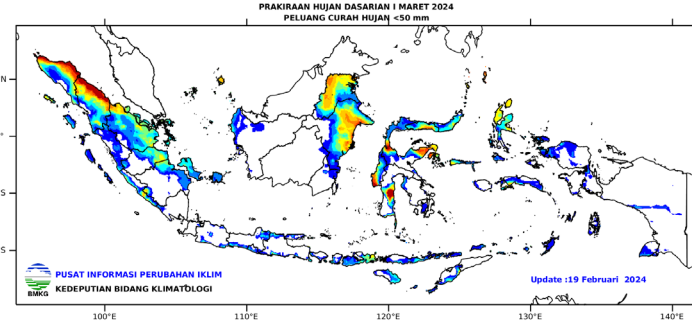 PRAKIRAAN HUJAN DASARIAN I MARET 2024
PELUANG CURAH HUJAN <50 mm
N
°
S
S
PUSAT INFORMASI PERUBAHAN IKLIM
KEDEPUTIAN BIDANG KLIMATOLOGI
BMKG
Update :19 Februari 2024
100°E
110°E
120°E
130°E
140°E